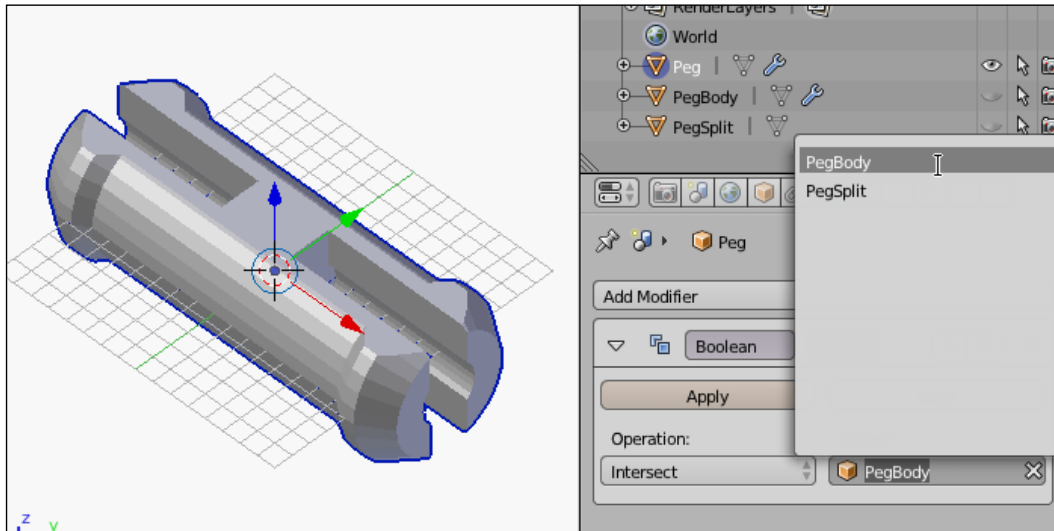 RenderLayers
World
Peg
PegBody
PegSplit
PegBody
PegSplit
Peg
Add Modifier
Boolean
Apply
Operation:
Intersect
PegBody
z
y